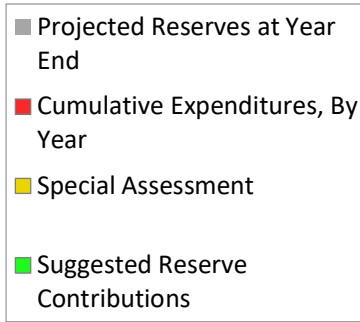 Projected Reserves at Year
End
Cumulative Expenditures, By
Year
Special Assessment
Suggested Reserve
Contributions